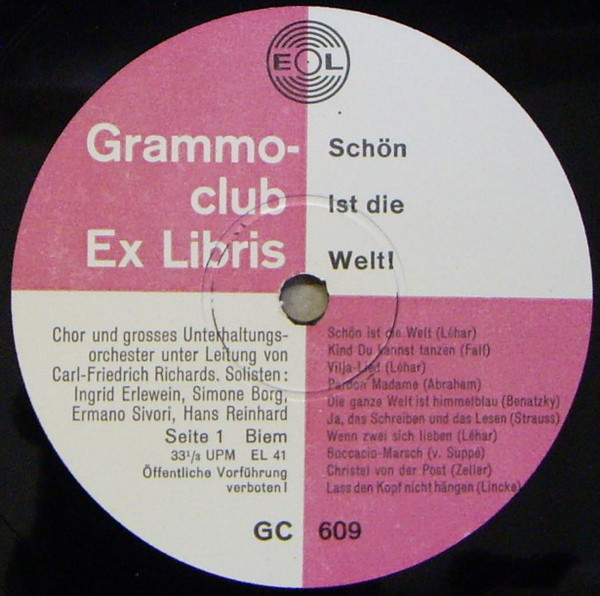 EOL
Grammo-
club
Ex Libris
Schön
ist die
Welt!
Chor und grosses Unterhaltungs-
orchester unter Leitung von
Carl-Friedrich Richards. Solisten:
Ingrid Erlewein, Simone Borg,
Ermano Sivori, Hans Reinhard
Seite 1 Biem
33¹/₃ UPM EL 41
Öffentliche Vorführung
verboten!
Schön ist die Welt (Léhar)
Kind Du kannst tanzen (Fall)
Vilja-Lied (Léhar)
Pardon Madame (Abraham)
Die ganze Welt ist himmelblau (Benatzky)
Ja, das Schreiben und das Lesen (Strauss)
Wenn zwei sich lieben (Léhar)
Boccacio-Marsch (v. Suppé)
Christel von der Post (Zeller)
Lass den Kopf nicht hängen (Lincke)
GC 609